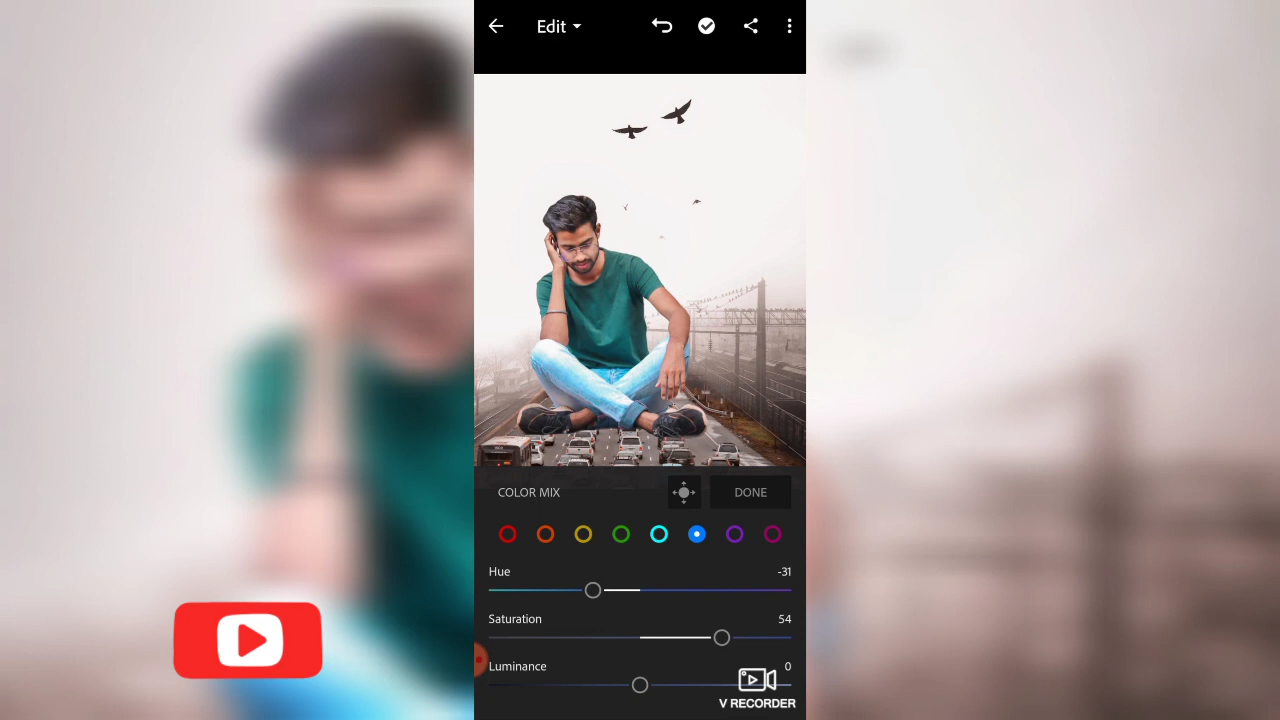 Edit
COLOR MIX
DONE
Hue
-31
Saturation
54
Luminance
0
V RECORDER